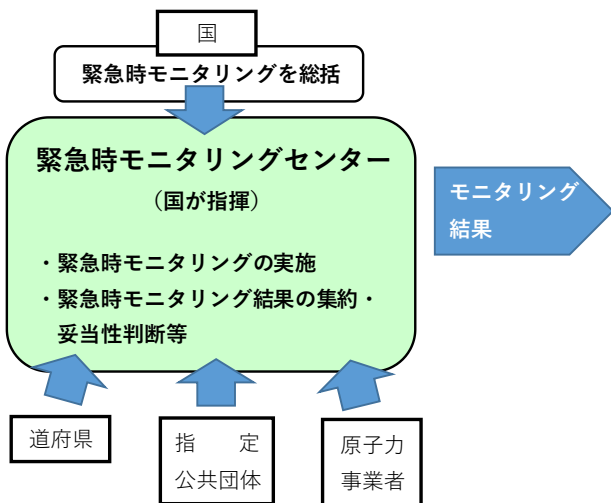 国
緊急時モニタリングを総括
緊急時モニタリングセンター
（国が指揮）
・緊急時モニタリングの実施
・緊急時モニタリング結果の集約・
妥当性判断等
モニタリング
結果
道府県
指　定
公共団体
原子力
事業者